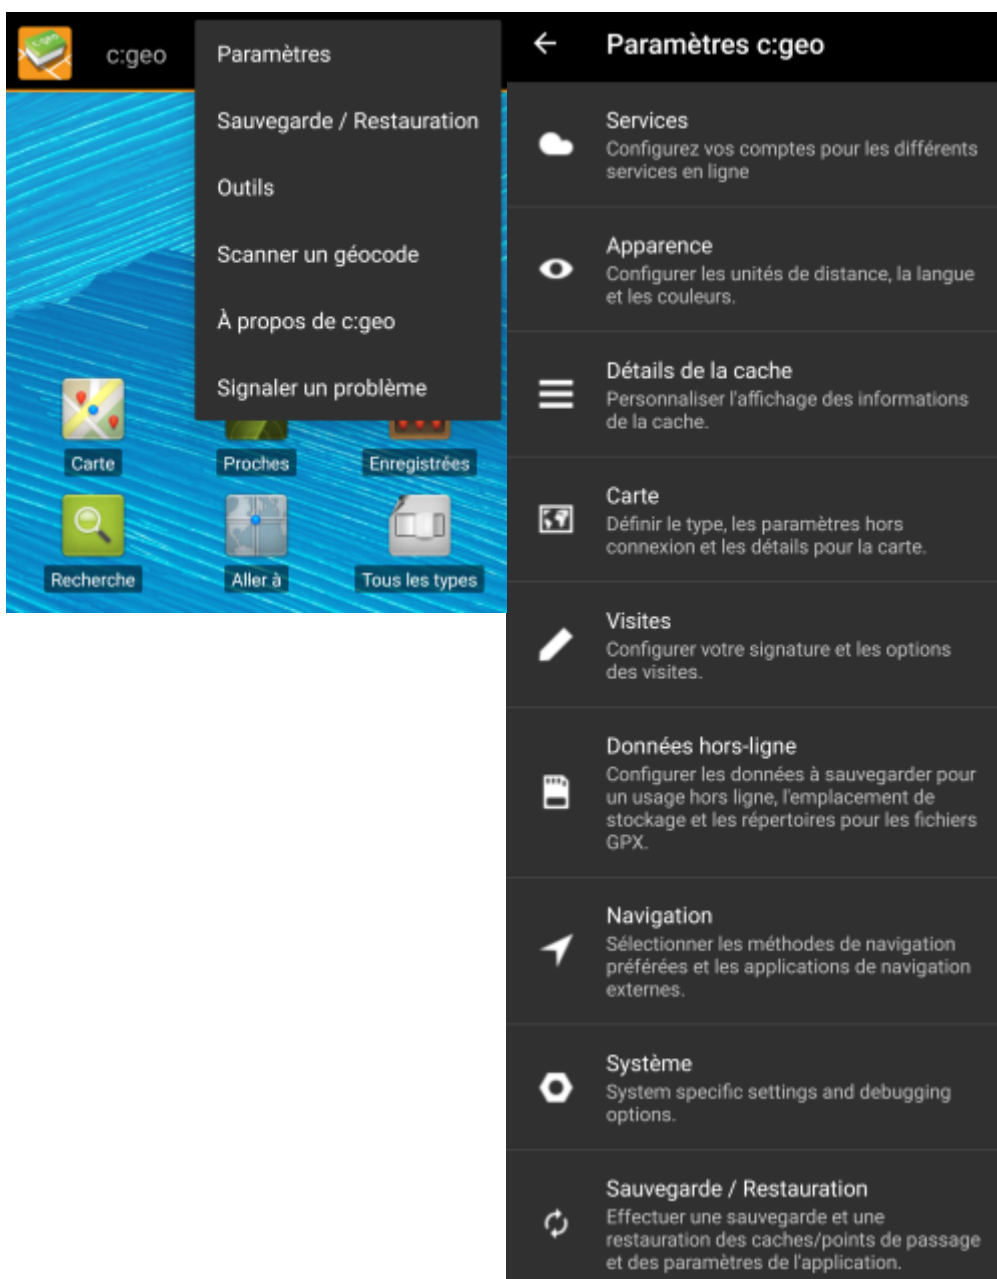 c:geo
Paramètres
Sauvegarde / Restauration
Outils
Scanner un géocode
À propos de c:geo
Signaler un problème
Carte
Proches
Enregistrées
Recherche
Aller à
Tous les types
Paramètres c:geo
Services
Configurez vos comptes pour les différents
services en ligne
Apparence
Configurer les unités de distance, la langue
et les couleurs.
Détails de la cache
Personnaliser l'affichage des informations
de la cache.
Carte
Définir le type, les paramètres hors
connexion et les détails pour la carte.
Visites
Configurer votre signature et les options
des visites.
Données hors-ligne
Configurer les données à sauvegarder pour
un usage hors ligne, l'emplacement de
stockage et les répertoires pour les fichiers
GPX.
Navigation
Sélectionner les méthodes de navigation
préférées et les applications de navigation
externes.
Système
System specific settings and debugging
options.
Sauvegarde / Restauration
Effectuer une sauvegarde et une
restauration des caches/points de passage
et des paramètres de l'application.